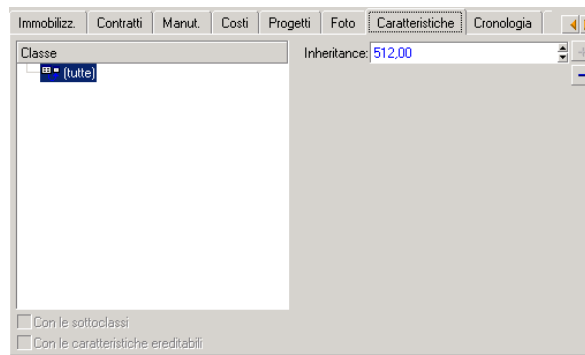 Immobilizz. Contratti Manut. Costi Progetti Foto Caratteristiche Cronologia
Classe
(tutte)
Inheritance: 512,00
Con le sottoclassi
Con le caratteristiche ereditabili